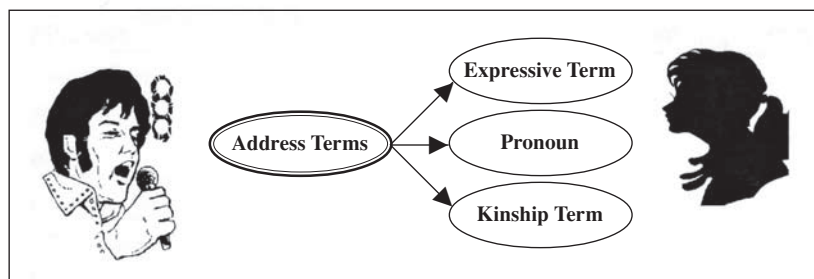 Expressive Term
Address Terms
Pronoun
Kinship Term